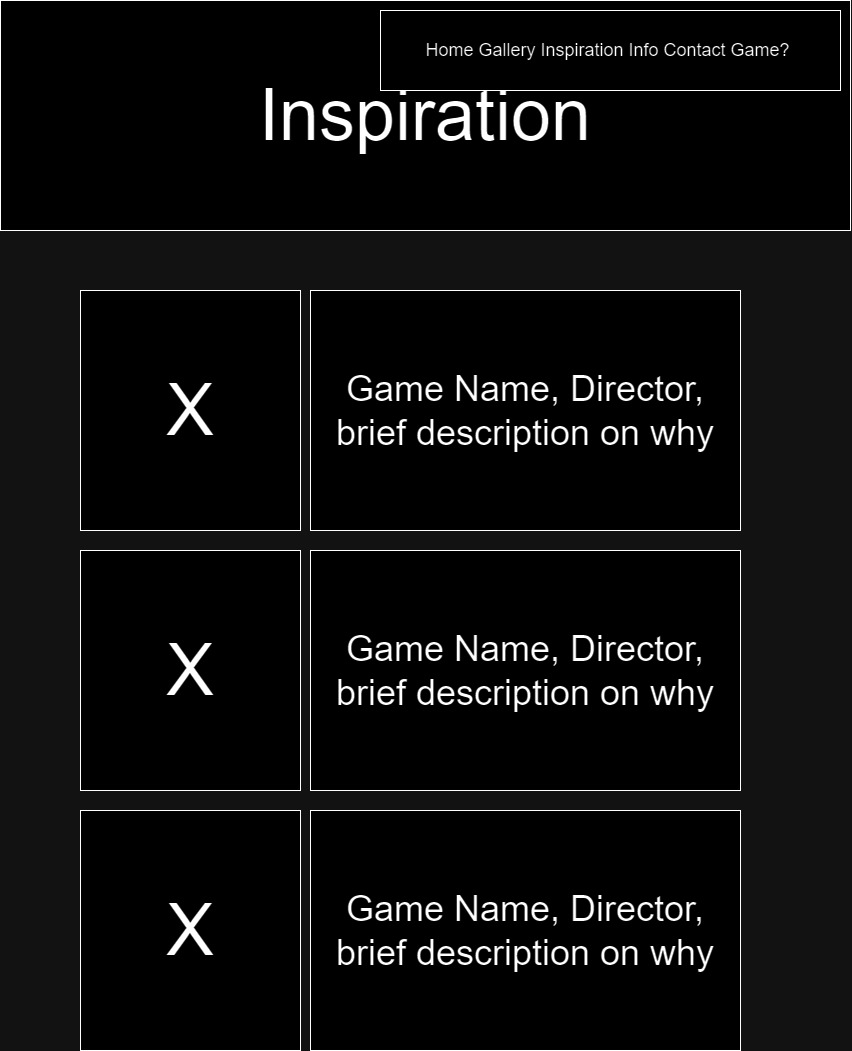 Home Gallery Inspiration Info Contact Game?
Inspiration
X
Game Name, Director,
brief description on why
X
Game Name, Director,
brief description on why
X
Game Name, Director,
brief description on why